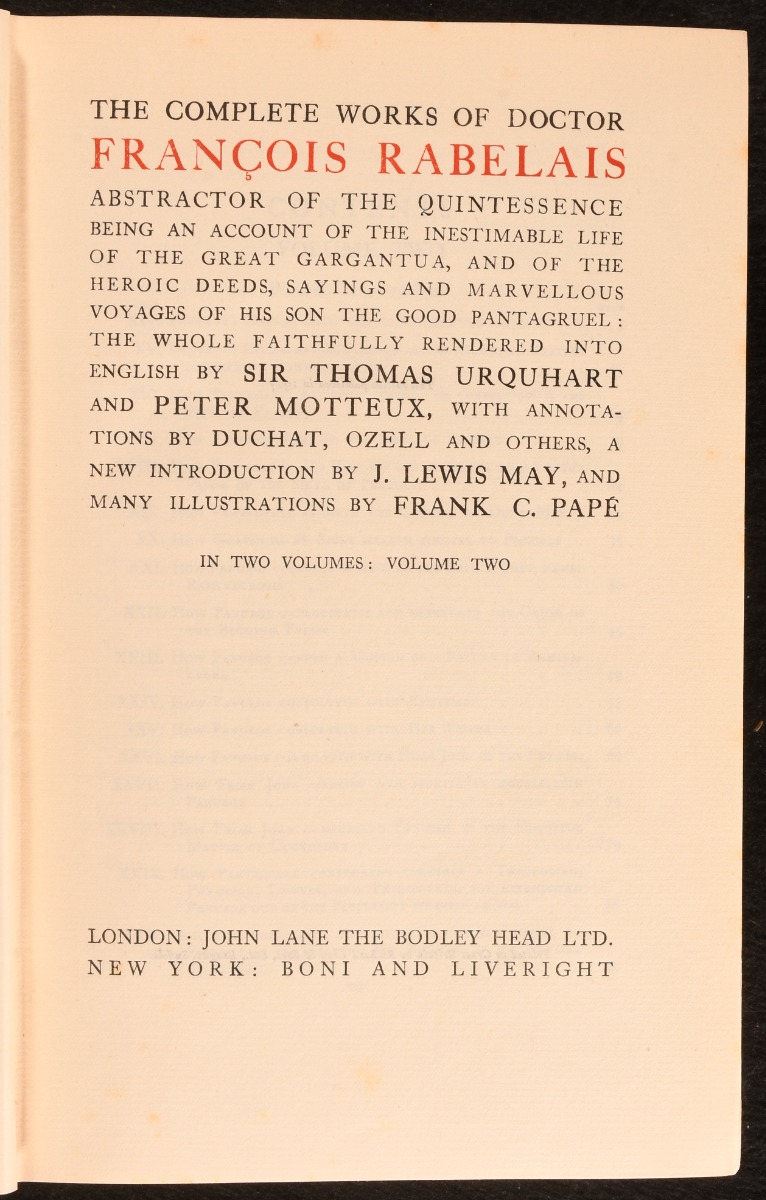 THE COMPLETE WORKS OF DOCTOR
FRANÇOIS RABELAIS
ABSTRACTOR OF THE QUINTESSENCE
BEING AN ACCOUNT OF THE INESTIMABLE LIFE
OF THE GREAT GARGANTUA, AND OF THE
HEROIC DEEDS, SAYINGS AND MARVELLOUS
VOYAGES OF HIS SON THE GOOD PANTAGRUEL:
THE WHOLE FAITHFULLY RENDERED INTO
ENGLISH BY SIR THOMAS URQUHART
AND PETER MOTTEUX, WITH ANNOTA-
TIONS BY DUCHAT, OZELL AND OTHERS, A
NEW INTRODUCTION BY J. LEWIS MAY, AND
MANY ILLUSTRATIONS BY FRANK C. PAPÉ
IN TWO VOLUMES: VOLUME TWO
LONDON: JOHN LANE THE BODLEY HEAD LTD.
NEW YORK: BONI AND LIVERIGHT